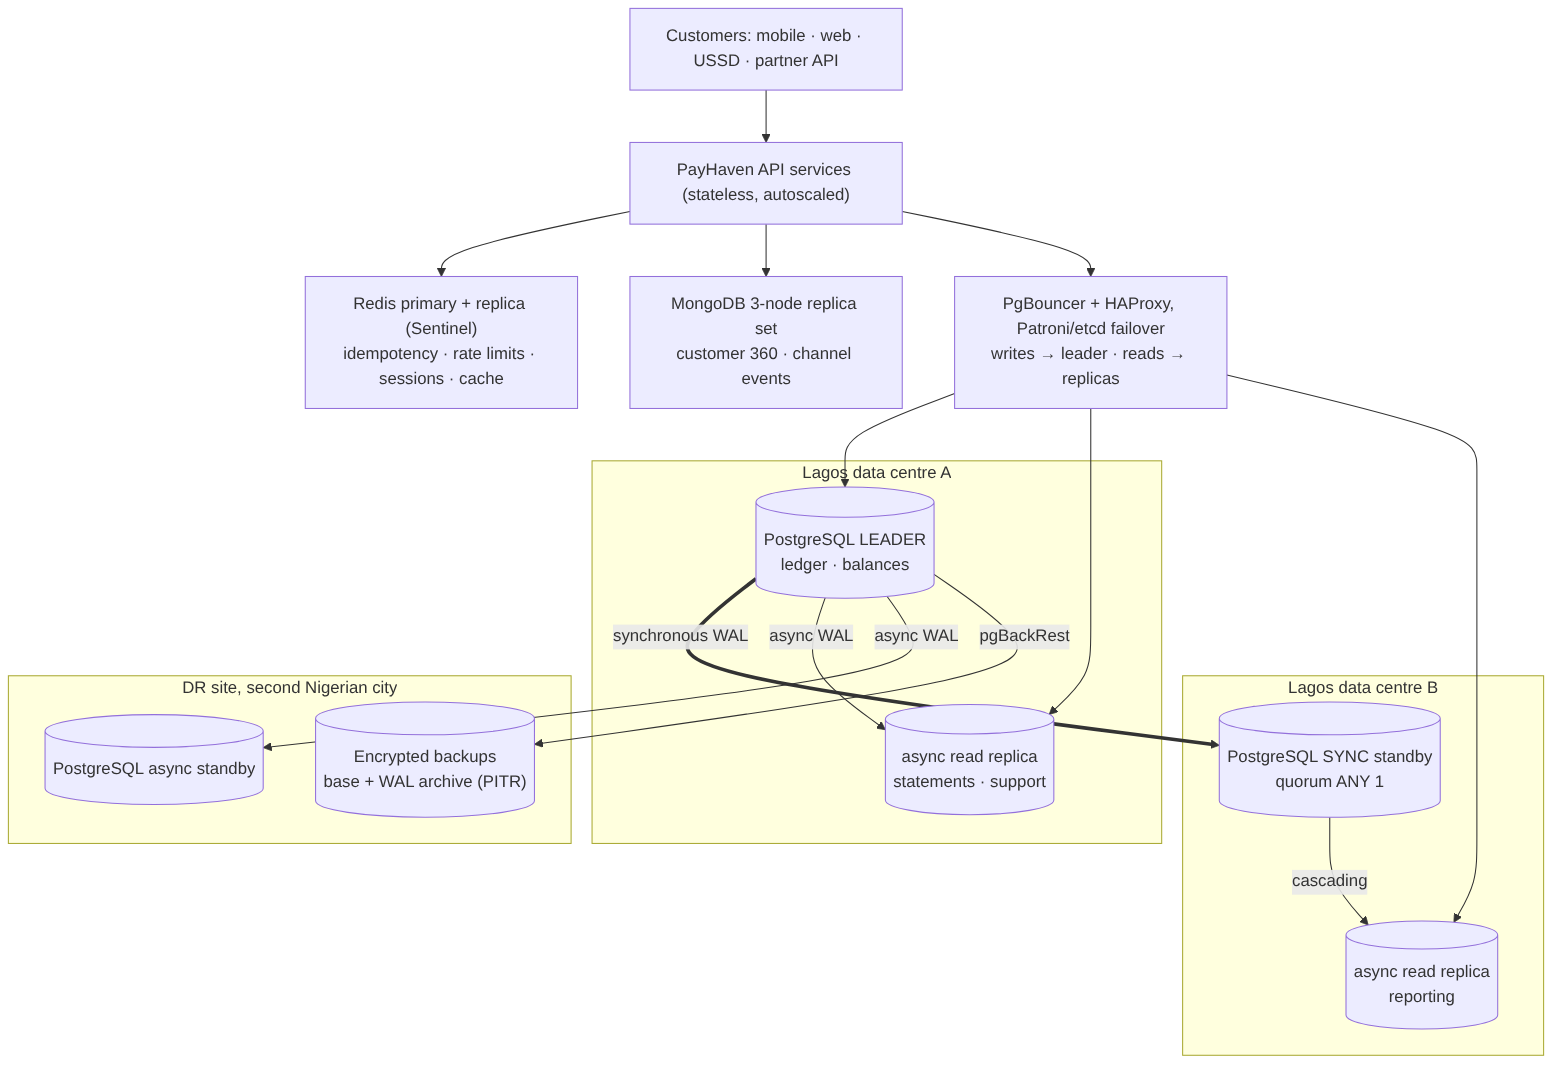 Customers: mobile · web ·
USSD · partner API
PayHaven API services
(stateless, autoscaled)
Redis primary + replica
(Sentinel)
idempotency · rate limits ·
sessions · cache
MongoDB 3-node replica
set
customer 360 · channel
events
PgBouncer + HAProxy,
Patroni/etcd failover
writes → leader · reads →
replicas
Lagos data centre A
PostgreSQL LEADER
ledger · balances
synchronous WAL
async WAL
async WAL
pgBackRest
DR site, second Nigerian city
PostgreSQL async standby
Encrypted backups
base + WAL archive (PITR)
async read replica
statements · support
Lagos data centre B
PostgreSQL SYNC standby
quorum ANY 1
cascading
async read replica
reporting